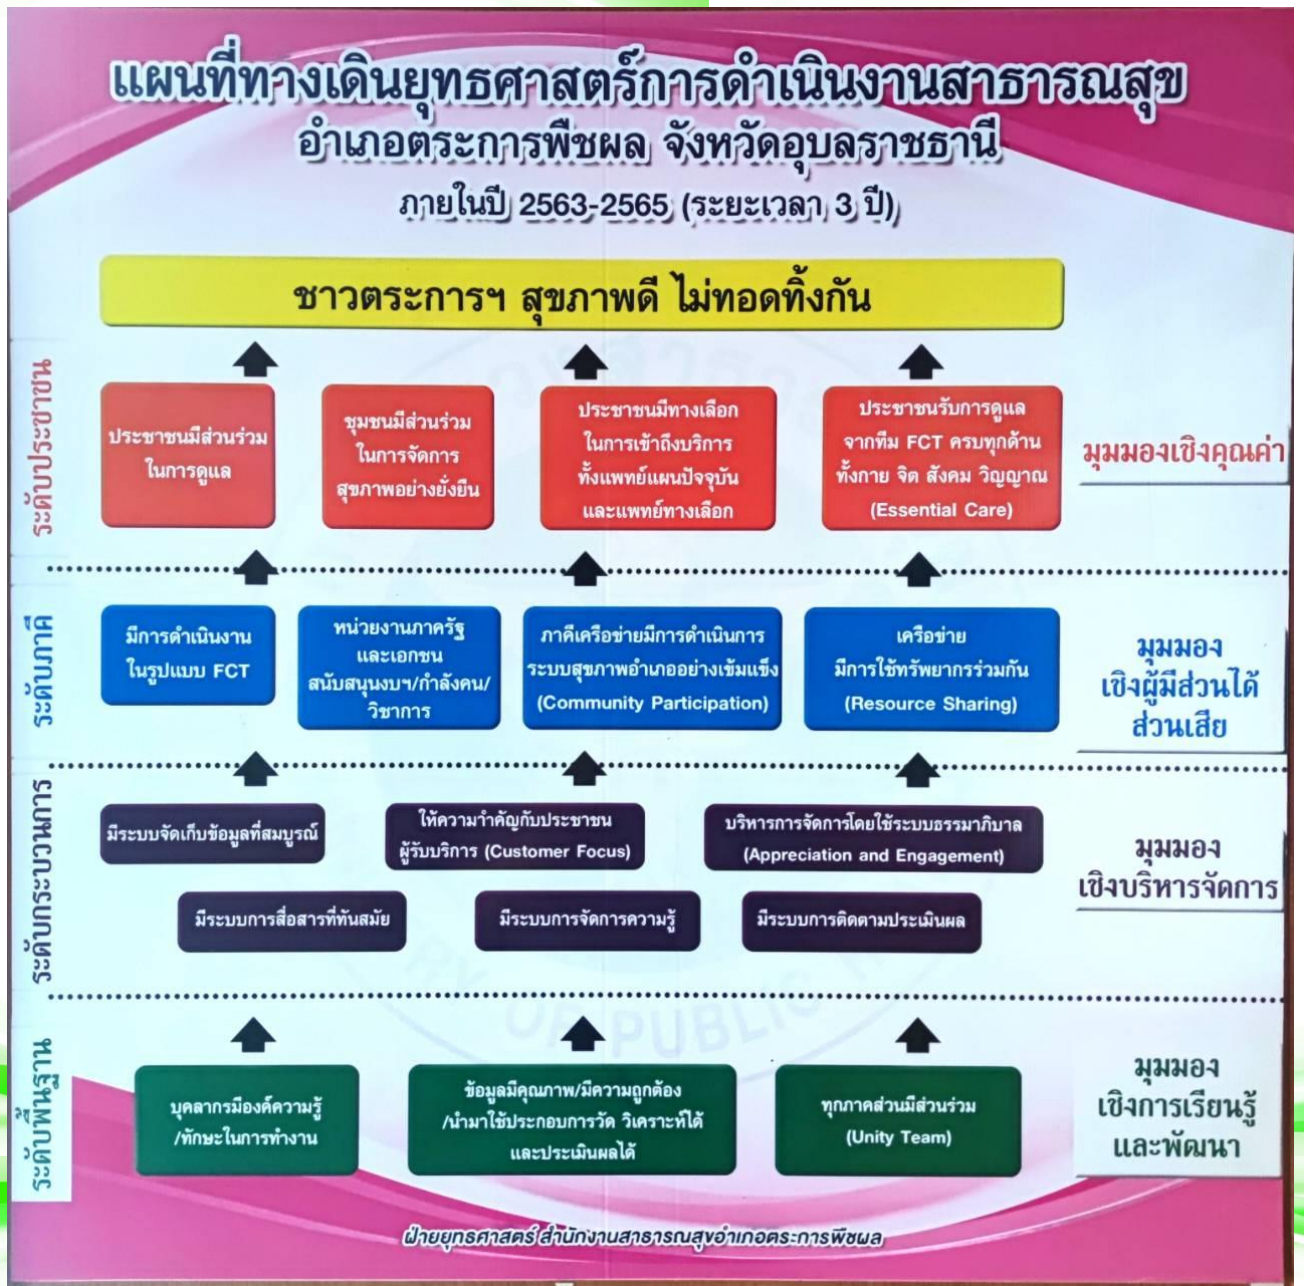 แผนที่ทางเดินยุทธศาสตร์การดำเนินงานสาธารณสุข
อำเภอตระการพืชผล จังหวัดอุบลราชธานี
ภายในปี 2563-2565 (ระยะเวลา 3 ปี)
ชาวตระการฯ สุขภาพดี ไม่ทอดทิ้งกัน
ระดับประชาชน
ประชาชนมีส่วนร่วม
ในการดูแล
ชุมชนมีส่วนร่วม
ในการจัดการ
สุขภาพอย่างยั่งยืน
ประชาชนมีทางเลือก
ในการเข้าถึงบริการ
ทั้งแพทย์แผนปัจจุบัน
และแพทย์ทางเลือก
ประชาชนรับการดูแล
จากทีม FCT ครบทุกด้าน
ทั้งกาย จิต สังคม วิญญาณ
(Essential Care)
มุมมองเชิงคุณค่า
ระดับภาคี
มีการดำเนินงาน
ในรูปแบบ FCT
หน่วยงานภาครัฐ
และเอกชน
สนับสนุนงบฯ/กำลังคน/
วิชาการ
ภาคีเครือข่ายมีการดำเนินการ
ระบบสุขภาพอำเภออย่างเข้มแข็ง
(Community Participation)
เครือข่าย
มีการใช้ทรัพยากรร่วมกัน
(Resource Sharing)
มุมมอง
เชิงผู้มีส่วนได้
ส่วนเสีย
ระดับกระบวนการ
มีระบบจัดเก็บข้อมูลที่สมบูรณ์
ให้ความาำคัญกับประชาชน
ผู้รับบริการ (Customer Focus)
บริหารการจัดการโดยใช้ระบบธรรมาภิบาล
(Appreciation and Engagement)
มีระบบการสื่อสารที่ทันสมัย
มีระบบการจัดการความรู้
มีระบบการติดตามประเมินผล
มุมมอง
เชิงบริหารจัดการ
ระดับพื้นฐาน
บุคลากรมีองค์ความรู้
/ทักษะในการทำงาน
ข้อมูลมีคุณภาพ/มีความถูกต้อง
/นำมาใช้ประกอบการวัด วิเคราะห์ได้
และประเมินผลได้
ทุกภาคส่วนมีส่วนร่วม
(Unity Team)
มุมมอง
เชิงการเรียนรู้
และพัฒนา
ฝ่ายยุทธศาสตร์ สำนักงานสาธารณสุขอำเภอตระการพืชผล